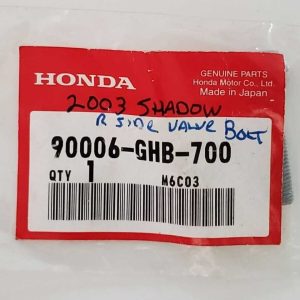 HONDA
GENUINE PARTS
Honda Motor Co., Ltd.
Made in Japan
2003 SHADOW
R SIDE VALVE BOLT
90006-GHB-700
QTY 1 M6C03